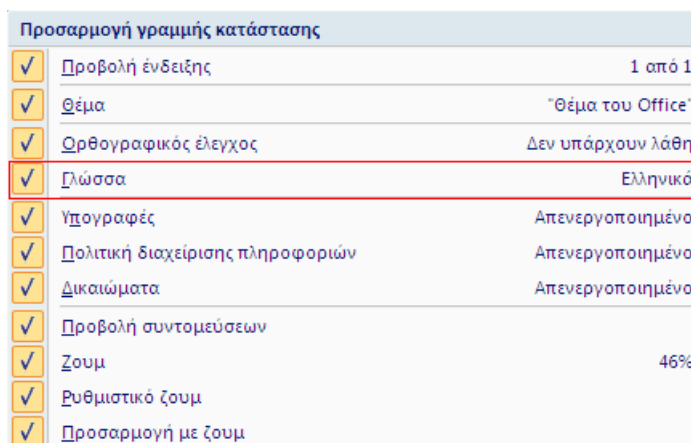 Προσαρμογή γραμμής κατάστασης
Προβολή ένδειξης 1 από 1
Θέμα "Θέμα του Office"
Ορθογραφικός έλεγχος Δεν υπάρχουν λάθη
Γλώσσα Ελληνικά
Υπογραφές Απενεργοποιημένο
Πολιτική διαχείρισης πληροφοριών Απενεργοποιημένο
Δικαιώματα Απενεργοποιημένο
Προβολή συντομεύσεων
Ζουμ 46%
Ρυθμιστικό ζουμ
Προσαρμογή με ζουμ